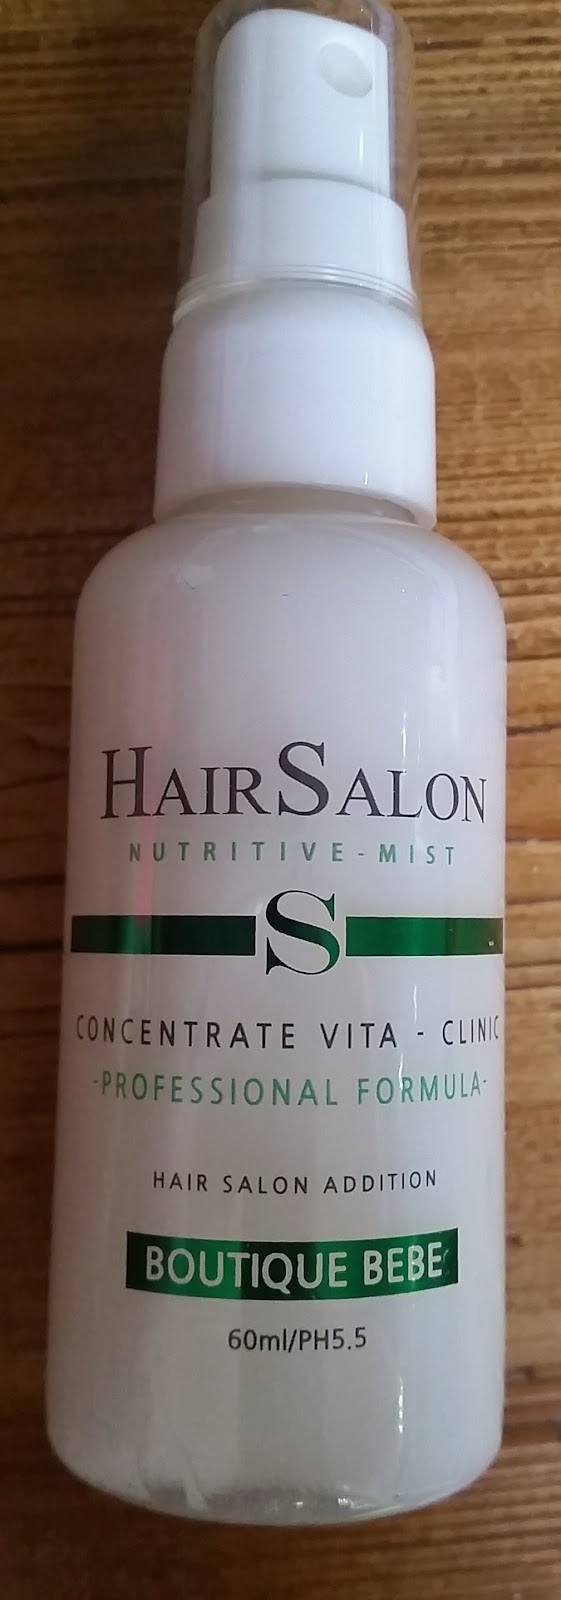 HAIRSALON
NUTRITIVE-MIST
S
CONCENTRATE VITA - CLINIC
-PROFESSIONAL FORMULA-
HAIR SALON ADDITION
BOUTIQUE BEBE
60ml/PH5.5